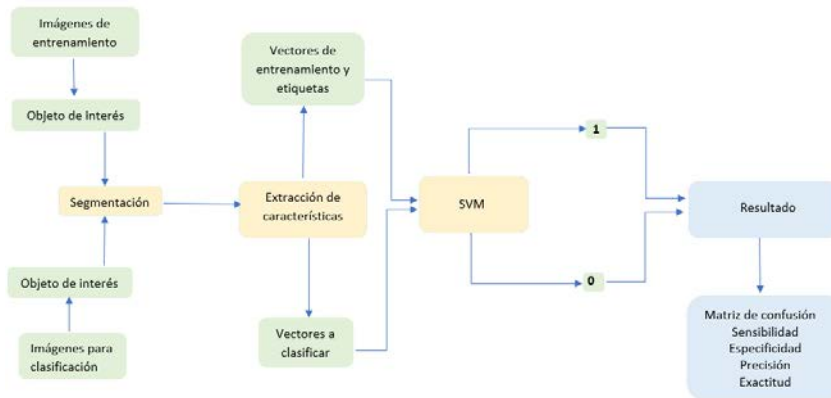 Imágenes de
entrenamiento
Objeto de Interés
Segmentación
Objeto de interés
Imágenes para
clasificación
Vectores de
entrenamiento y
etiquetas
Extracción de
características
Vectores a
clasificar
SVM
1
0
Resultado
Matriz de confusión
Sensibilidad
Especificidad
Precisión
Exactitud